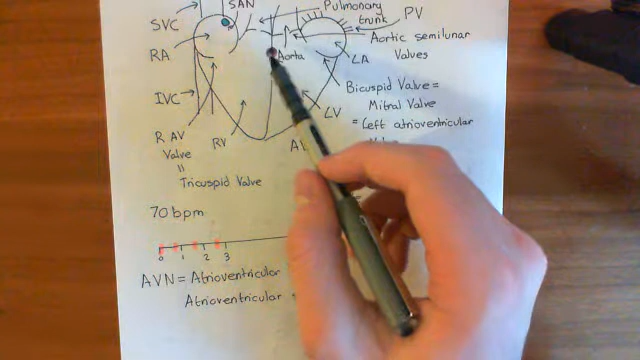 SAN
Pulmonary
trunk
PV
SVC
Aortic semilunar
Valves
RA
Aorta
LA
Bicuspid Valve =
Mitral Valve
= Left atrioventricular
IVC
LV
R AV
Valve
=
Tricuspid Valve
RV
70 bpm
0 1 2 3
AVN = Atrioventricular
Atrioventricular